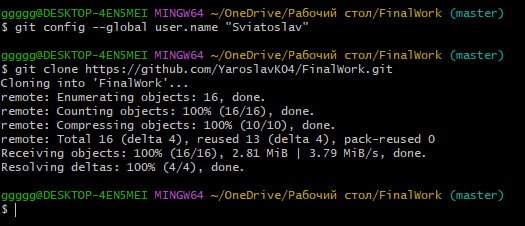 ggggg@DESKTOP-4EN5MEI MINGW64 ~/OneDrive/Рабочий стол/FinalWork (master)
$ git config --global user.name "Sviatoslav"
ggggg@DESKTOP-4EN5MEI MINGW64 ~/OneDrive/Рабочий стол/FinalWork (master)
$ git clone https://github.com/YaroslavK04/FinalWork.git
Cloning into 'FinalWork'...
remote: Enumerating objects: 16, done.
remote: Counting objects: 100% (16/16), done.
remote: Compressing objects: 100% (10/10), done.
remote: Total 16 (delta 4), reused 13 (delta 4), pack-reused 0
Receiving objects: 100% (16/16), 2.81 MiB | 3.79 MiB/s, done.
Resolving deltas: 100% (4/4), done.
ggggg@DESKTOP-4EN5MEI MINGW64 ~/OneDrive/Рабочий стол/FinalWork (master)
$